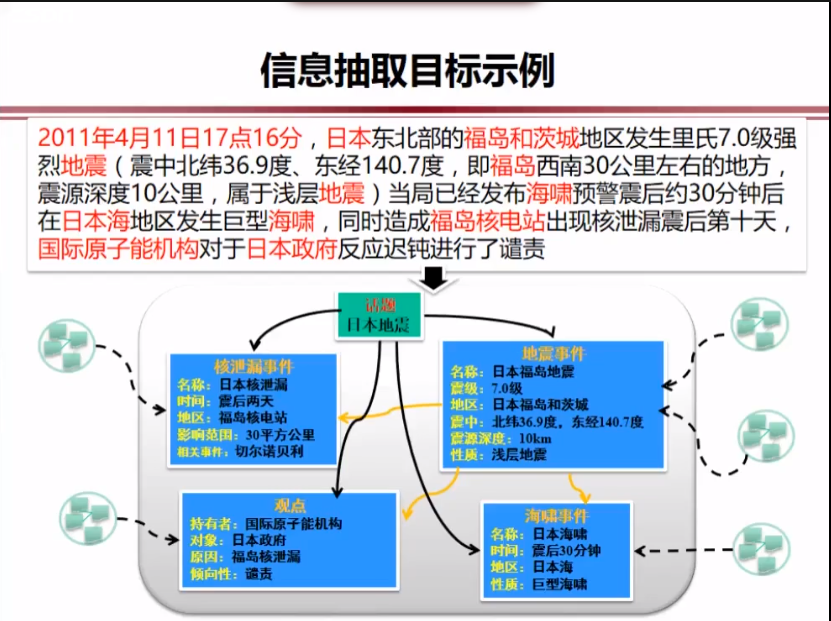 信息抽取目标示例
2011年4月11日17点16分，日本东北部的福岛和茨城地区发生里氏7.0级强
烈地震（震中北纬36.9度、东经140.7度，即福岛西南30公里左右的地方，
震源深度10公里，属于浅层地震）当局已经发布海啸预警震后约30分钟后
在日本海地区发生巨型海啸，同时造成福岛核电站出现核泄漏震后第十天，
国际原子能机构对于日本政府反应迟钝进行了谴责
话题
日本地震
核泄漏事件
名称：日本核泄漏
时间：震后两天
地区：福岛核电站
影响范围：30平方公里
相关事件：切尔诺贝利
地震事件
名称：日本福岛地震
震级：7.0级
地区：日本福岛和茨城
震中：北纬36.9度，东经140.7度
震源深度：10km
性质：浅层地震
观点
持有者：国际原子能机构
对象：日本政府
原因：福岛核泄漏
倾向性：谴责
海啸事件
名称：日本海啸
时间：震后30分钟
地区：日本海
性质：巨型海啸